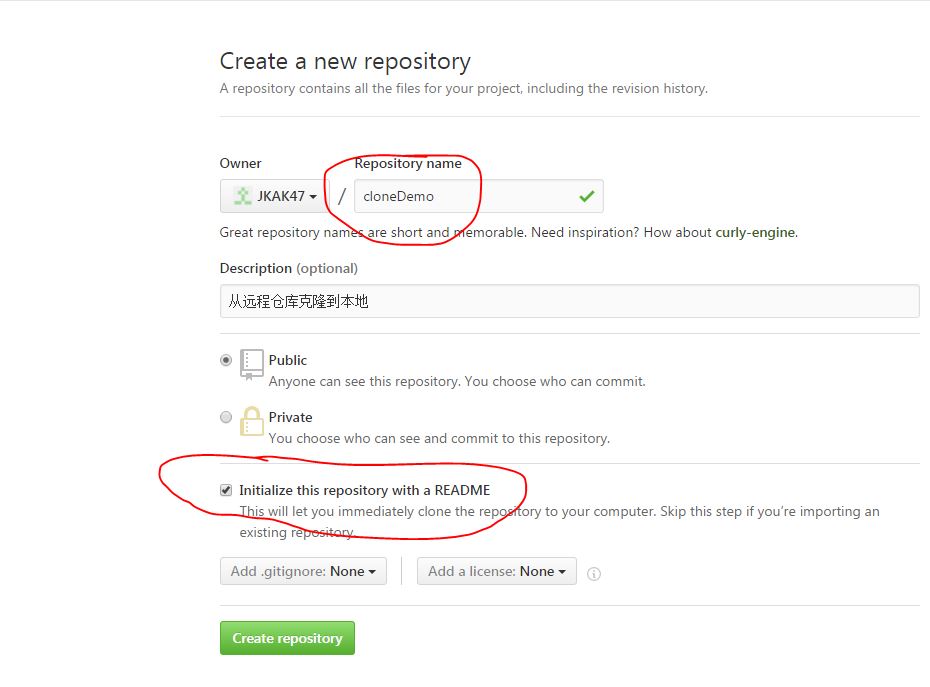 Create a new repository
A repository contains all the files for your project, including the revision history.
Owner
Repository name
JKAK47
/
cloneDemo
Great repository names are short and memorable. Need inspiration? How about curly-engine.
Description (optional)
从远程仓库克隆到本地
Public
Anyone can see this repository. You choose who can commit.
Private
You choose who can see and commit to this repository.
Initialize this repository with a README
This will let you immediately clone the repository to your computer. Skip this step if you’re importing an
existing repository.
Add .gitignore: None
Add a license: None
Create repository